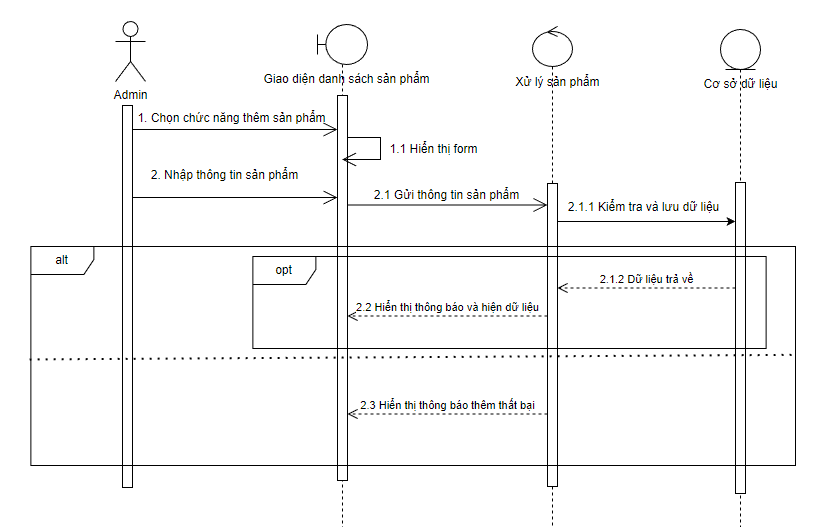 Admin
Giao diện danh sách sản phẩm
Xử lý sản phẩm
Cơ sở dữ liệu
1. Chọn chức năng thêm sản phẩm
1.1 Hiển thị form
2. Nhập thông tin sản phẩm
2.1 Gửi thông tin sản phẩm
2.1.1 Kiểm tra và lưu dữ liệu
alt
opt
2.1.2 Dữ liệu trả về
2.2 Hiển thị thông báo và hiện dữ liệu
2.3 Hiển thị thông báo thêm thất bại